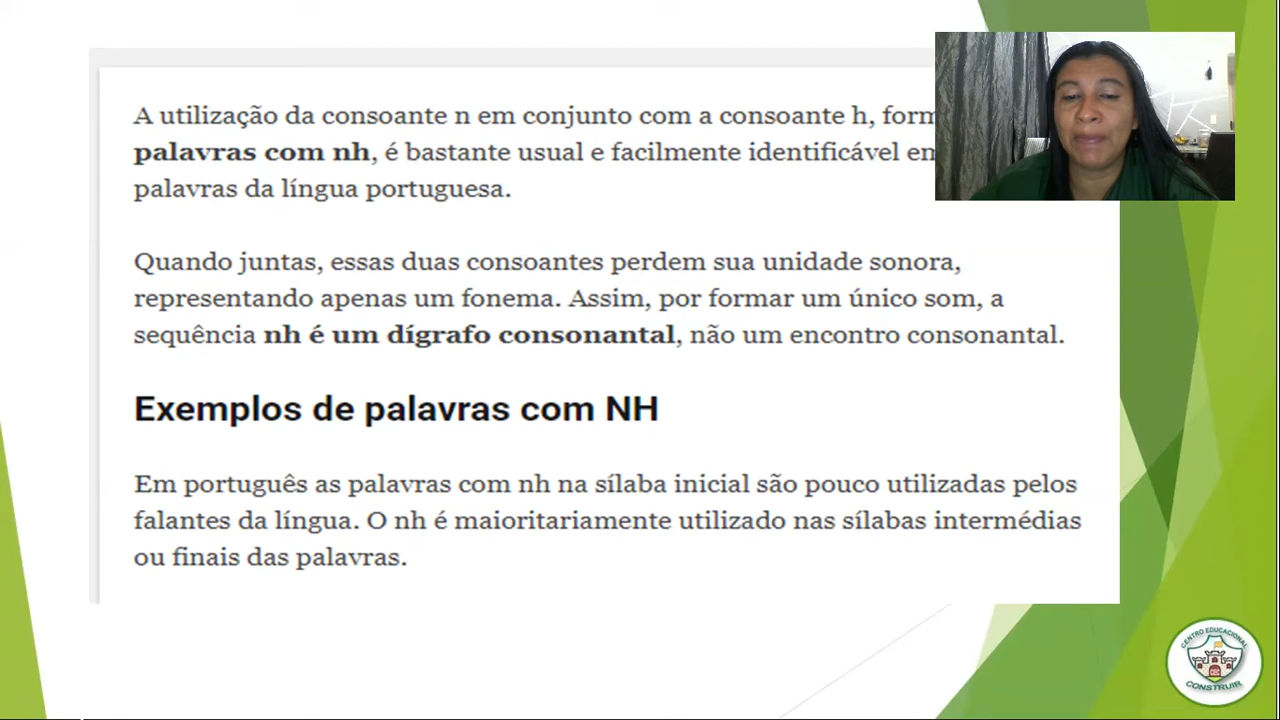 A utilização da consoante n em conjunto com a consoante h,
palavras com nh, é bastante usual e facilmente identificável
palavras da língua portuguesa.
Quando juntas, essas duas consoantes perdem sua unidade sonora,
representando apenas um fonema. Assim, por formar um único som, a
sequência nh é um dígrafo consonantal, não um encontro consonantal.
Exemplos de palavras com NH
Em português as palavras com nh na sílaba inicial são pouco utilizadas pelos
falantes da língua. O nh é maioritariamente utilizado nas sílabas intermédias
ou finais das palavras.
CENTRO EDUCACIONAL
CONSTRUIR